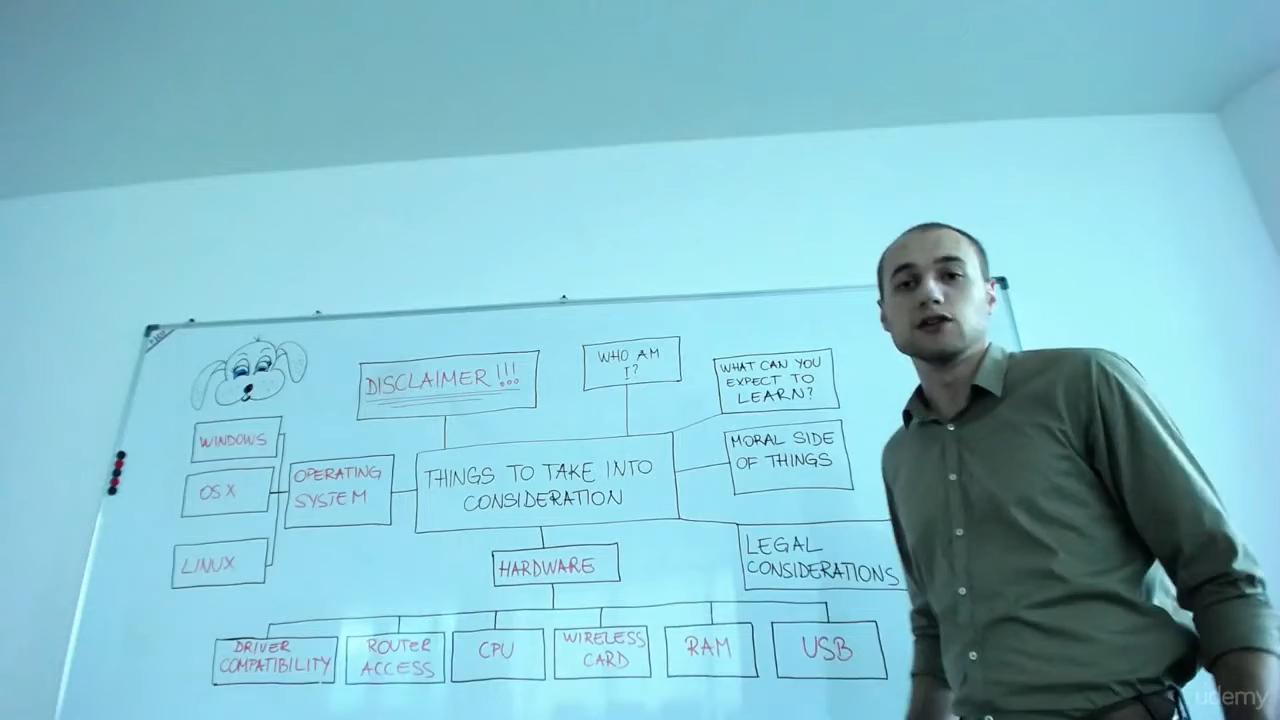 DISCLAIMER!!!
WHO AM
I?
WHAT CAN YOU
EXPECT TO
LEARN?
WINDOWS
OS X
LINUX
OPERATING
SYSTEM
THINGS TO TAKE INTO
CONSIDERATION
MORAL SIDE
OF THINGS
HARDWARE
LEGAL
CONSIDERATIONS
DRIVER
COMPATIBILITY
ROUTER
ACCESS
CPU
WIRELESS
CARD
RAM
USB
udemy